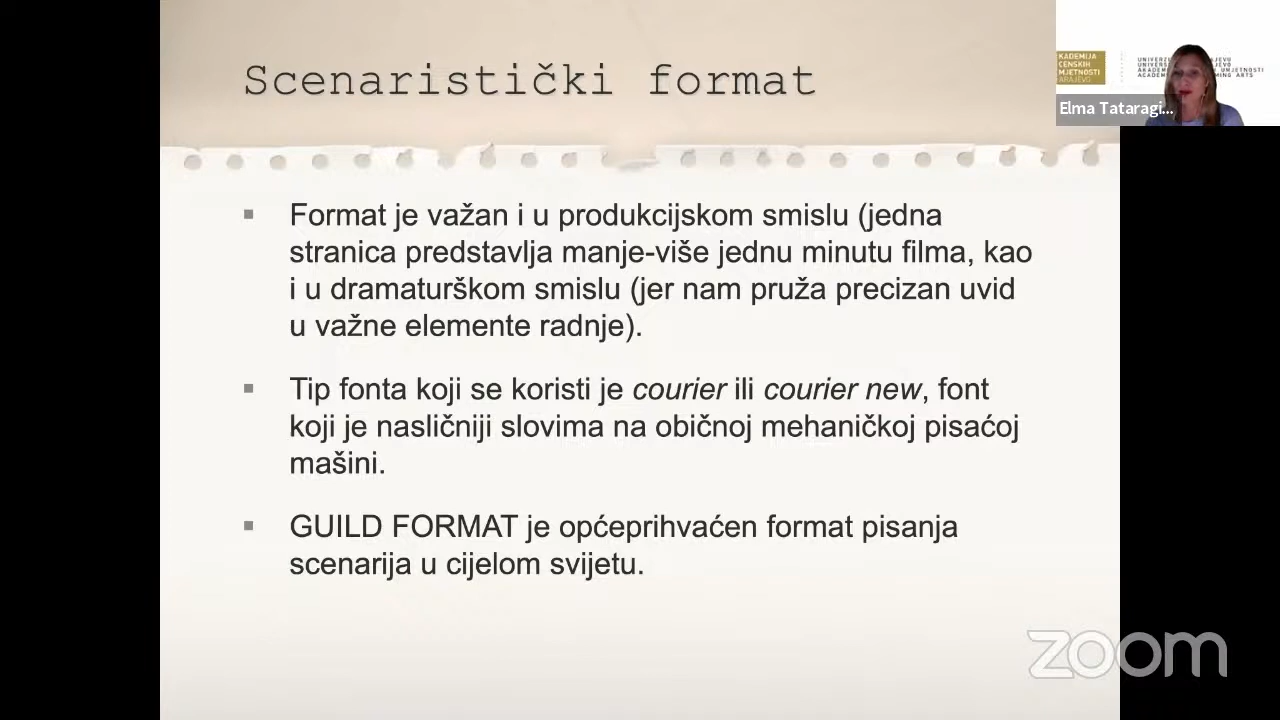 Scenaristički format
KADEMIJA
CENSKIH
MJETNOSTI
Elma Tataragi...
Format je važan i u produkcijskom smislu (jedna
stranica predstavlja manje-više jednu minutu filma, kao
i u dramaturškom smislu (jer nam pruža precizan uvid
u važne elemente radnje).
Tip fonta koji se koristi je courier ili courier new, font
koji je nasličniji slovima na običnoj mehaničkoj pisaćoj
mašini.
GUILD FORMAT je općeprihvaćen format pisanja
scenarija u cijelom svijetu.
zoom